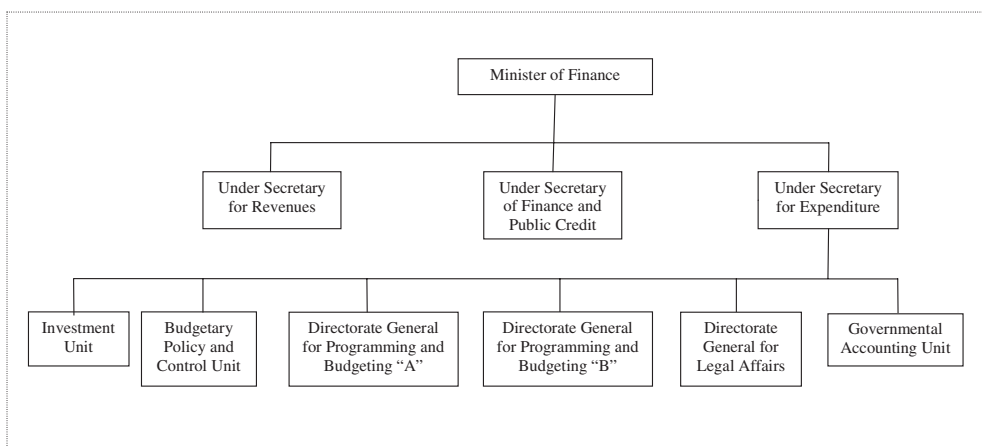 Minister of Finance
Under Secretary
for Revenues
Under Secretary
of Finance and
Public Credit
Under Secretary
for Expenditure
Investment
Unit
Budgetary
Policy and
Control Unit
Directorate General
for Programming and
Budgeting “A”
Directorate General
for Programming and
Budgeting “B”
Directorate
General for
Legal Affairs
Governmental
Accounting Unit